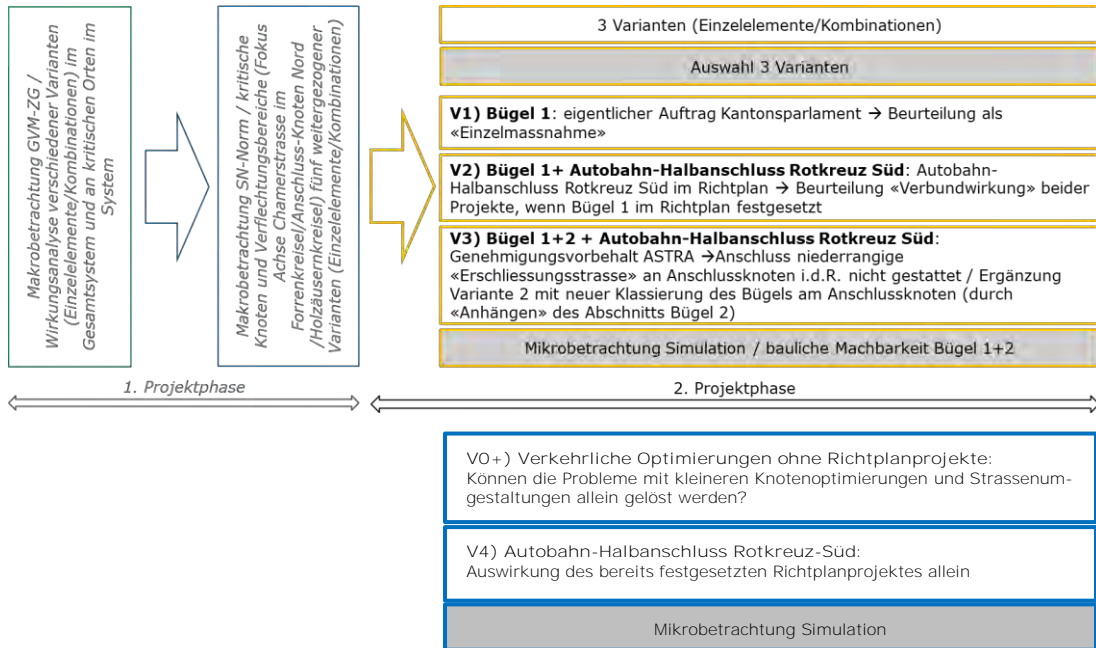 Makrobetrachtung GVM-ZG /
Wirkungsanalyse verschiedener Varianten
(Einzelelemente/Kombinationen) im
Gesamtsystem und an kritischen Orten im
System
Makrobetrachtung SN-Norm / kritische
Knoten und Verflechtungsbereiche (Fokus
Achse Chamerstrasse im
Forrenkreisel/Anschluss-Knoten Nord
/Holzäusernkreisel) fünf weitergezogener
Varianten (Einzelelemente/Kombinationen)
3 Varianten (Einzelelemente/Kombinationen)
Auswahl 3 Varianten
V1) Bügel 1: eigentlicher Auftrag Kantonsparlament → Beurteilung als
«Einzelmassnahme»
V2) Bügel 1+ Autobahn-Halbanschluss Rotkreuz Süd: Autobahn-
Halbanschluss Rotkreuz Süd im Richtplan → Beurteilung «Verbundwirkung» beider
Projekte, wenn Bügel 1 im Richtplan festgesetzt
V3) Bügel 1+2 + Autobahn-Halbanschluss Rotkreuz Süd:
Genehmigungsvorbehalt ASTRA →Anschluss niederrangige
«Erschliessungsstrasse» an Anschlussknoten i.d.R. nicht gestattet / Ergänzung
Variante 2 mit neuer Klassierung des Bügels am Anschlussknoten (durch
«Anhängen» des Abschnitts Bügel 2)
Mikrobetrachtung Simulation / bauliche Machbarkeit Bügel 1+2
1. Projektphase
2. Projektphase
V0+) Verkehrliche Optimierungen ohne Richtplanprojekte:
Können die Probleme mit kleineren Knotenoptimierungen und Strassenum-
gestaltungen allein gelöst werden?
V4) Autobahn-Halbanschluss Rotkreuz-Süd:
Auswirkung des bereits festgesetzten Richtplanprojektes allein
Mikrobetrachtung Simulation